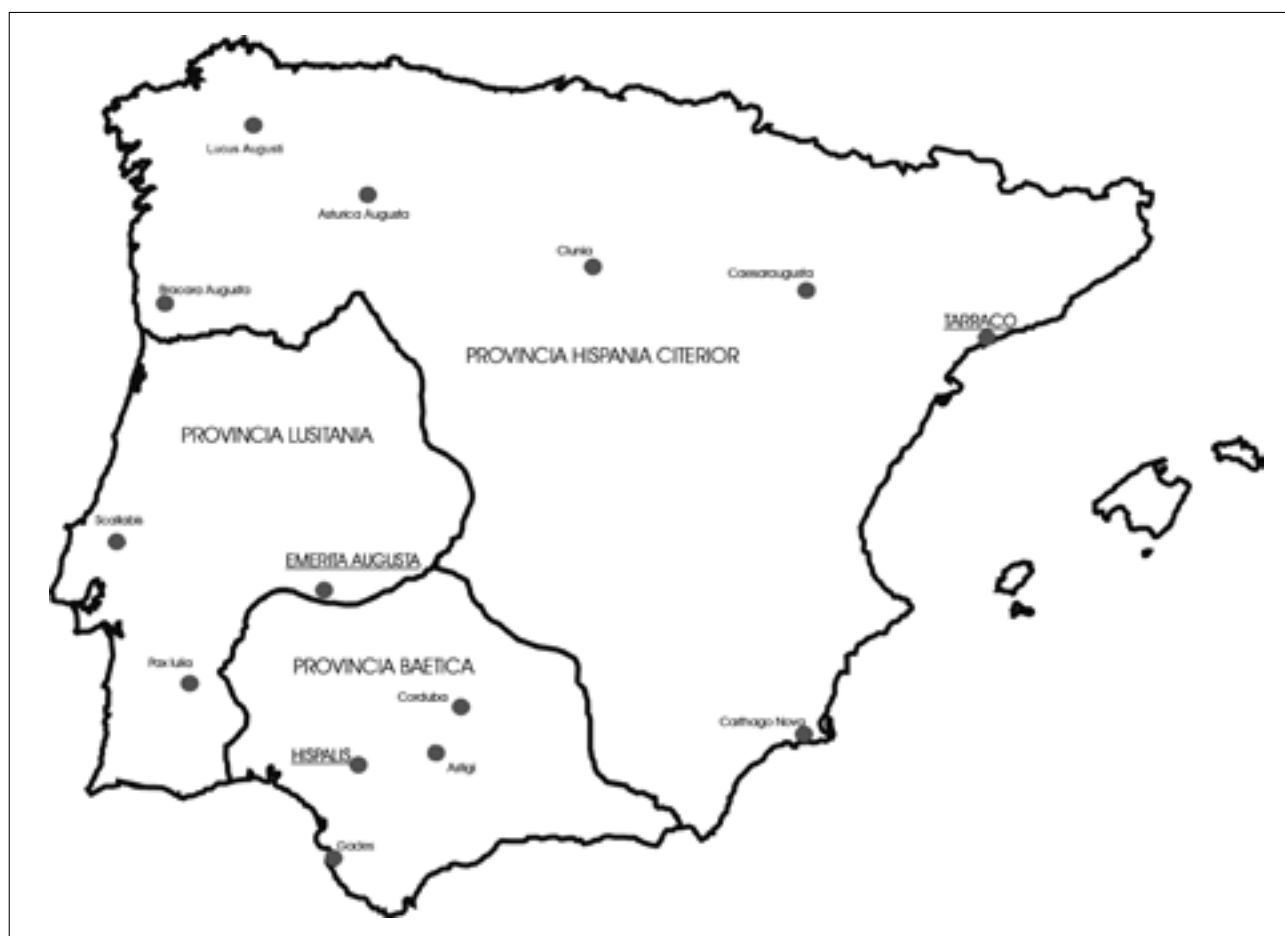 Lucus Augusti
Asturica Augusta
Clunia
Caesaraugusta
Bracara Augusta
TARRACO
PROVINCIA HISPANIA CITERIOR
PROVINCIA LUSITANIA
Scallabis
EMERITA AUGUSTA
PROVINCIA BAETICA
Pax Iulia
Corduba
Carthago Nova
HISPALIS
Astigi
Gades